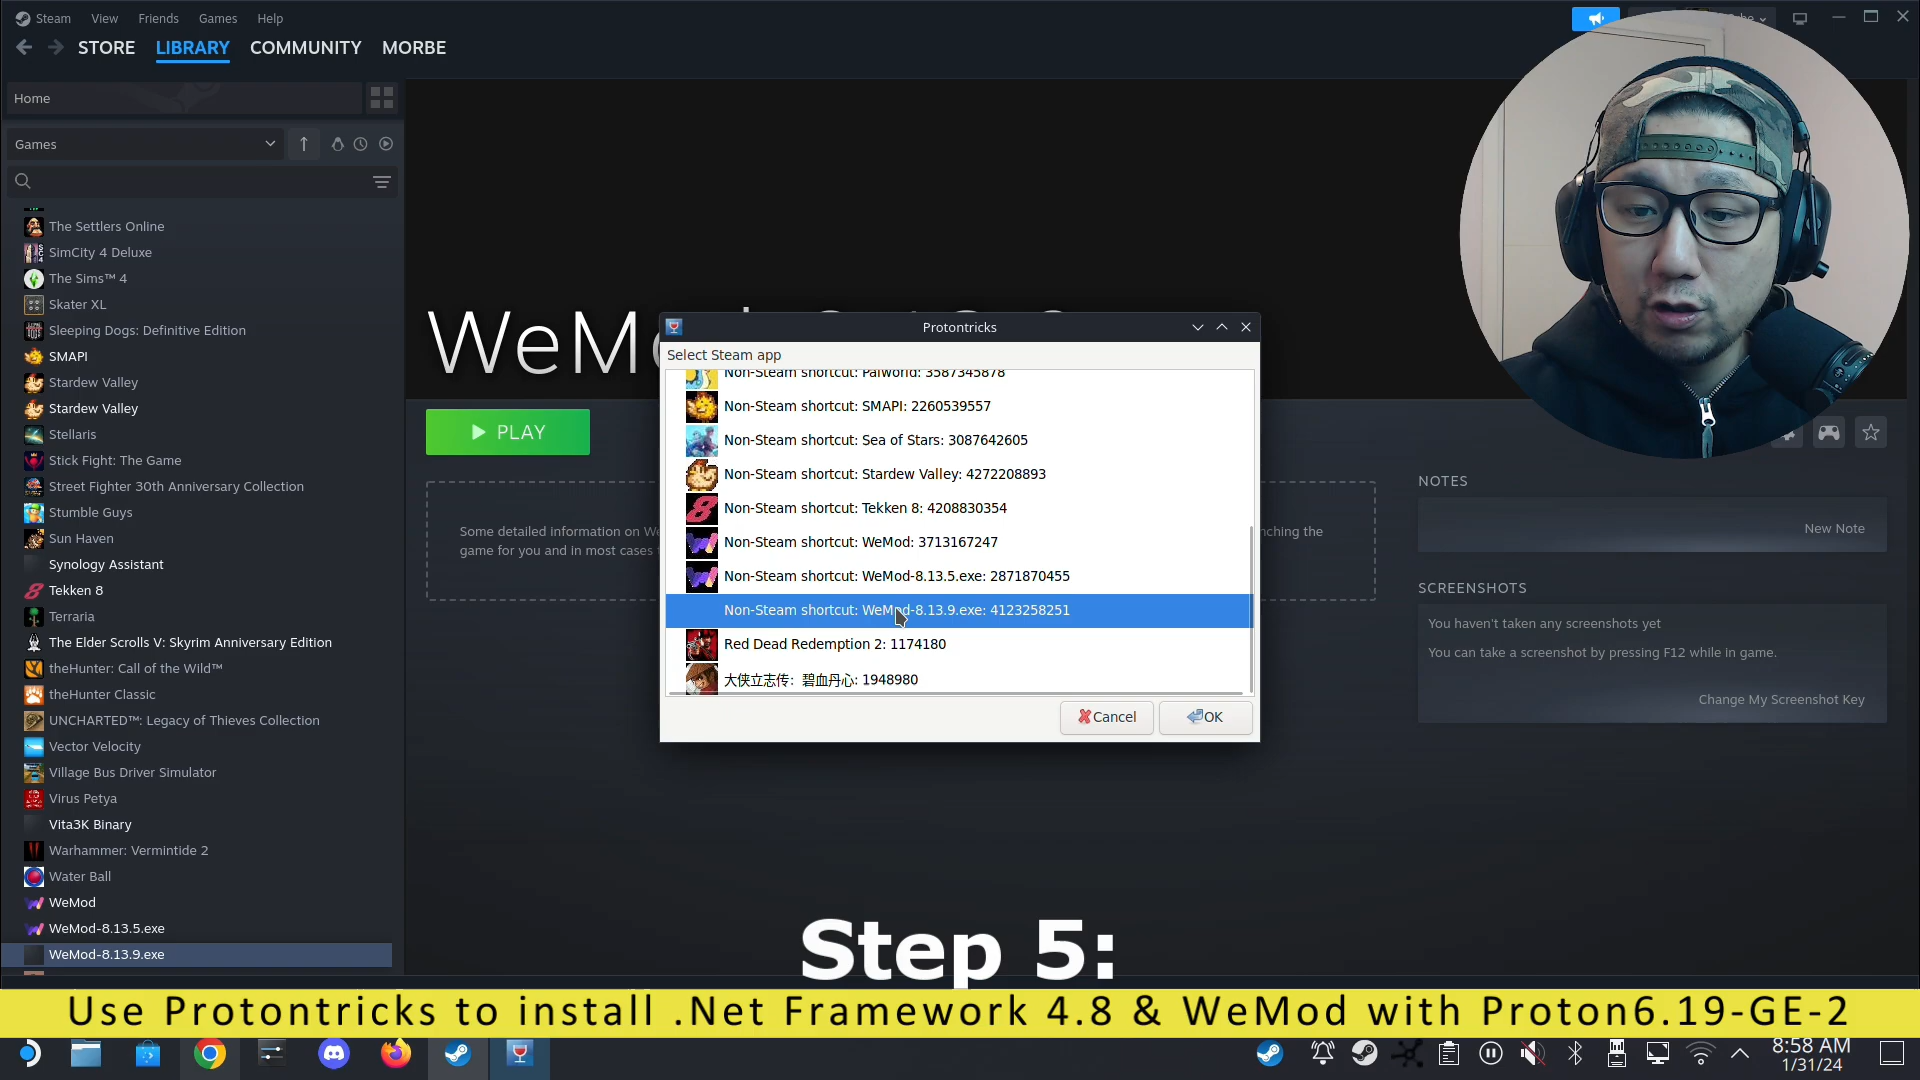 Steam View Friends Games Help
STORE LIBRARY COMMUNITY MORBE
Home
Games
The Settlers Online
SimCity 4 Deluxe
The Sims™ 4
Skater XL
Sleeping Dogs: Definitive Edition
SMAPI
Stardew Valley
Stardew Valley
Stellaris
Stick Fight: The Game
Street Fighter 30th Anniversary Collection
Stumble Guys
Sun Haven
Synology Assistant
Tekken 8
Terraria
The Elder Scrolls V: Skyrim Anniversary Edition
theHunter: Call of the Wild™
theHunter Classic
UNCHARTED™: Legacy of Thieves Collection
Vector Velocity
Village Bus Driver Simulator
Virus Petya
Vita3K Binary
Warhammer: Vermintide 2
Water Ball
WeMod
WeMod-8.13.5.exe
WeMod-8.13.9.exe
PLAY
Some detailed information on
game for you and in most cases
the
Protontricks
Select Steam app
Non-Steam shortcut: Palworld: 3587345878
Non-Steam shortcut: SMAPI: 2260539557
Non-Steam shortcut: Sea of Stars: 3087642605
Non-Steam shortcut: Stardew Valley: 4272208893
Non-Steam shortcut: Tekken 8: 4208830354
Non-Steam shortcut: WeMod: 3713167247
Non-Steam shortcut: WeMod-8.13.5.exe: 2871870455
Non-Steam shortcut: WeMod-8.13.9.exe: 4123258251
Red Dead Redemption 2: 1174180
大侠立志传：碧血丹心: 1948980
Cancel OK
NOTES
New Note
SCREENSHOTS
You haven't taken any screenshots yet
You can take a screenshot by pressing F12 while in game.
Change My Screenshot Key
Step 5:
Use Protontricks to install .Net Framework 4.8 & WeMod with Proton6.19-GE-2
8:58 AM
1/31/24